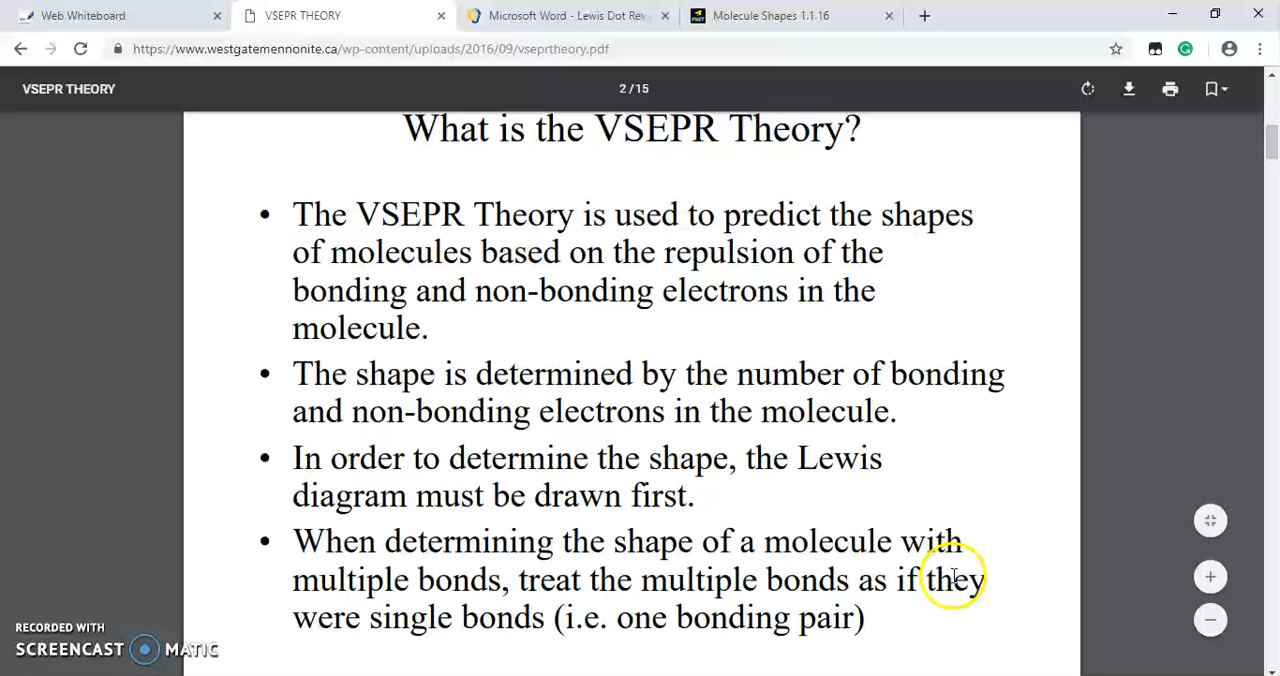 Web Whiteboard
VSEPR THEORY
Microsoft Word - Lewis Dot Rev
Molecule Shapes 1.1.16
https://www.westgatemennonite.ca/wp-content/uploads/2016/09/vseprtheory.pdf
VSEPR THEORY
2 / 15
What is the VSEPR Theory?
• The VSEPR Theory is used to predict the shapes
of molecules based on the repulsion of the
bonding and non-bonding electrons in the
molecule.
• The shape is determined by the number of bonding
and non-bonding electrons in the molecule.
• In order to determine the shape, the Lewis
diagram must be drawn first.
• When determining the shape of a molecule with
multiple bonds, treat the multiple bonds as if they
were single bonds (i.e. one bonding pair)
RECORDED WITH
SCREENCAST MATIC